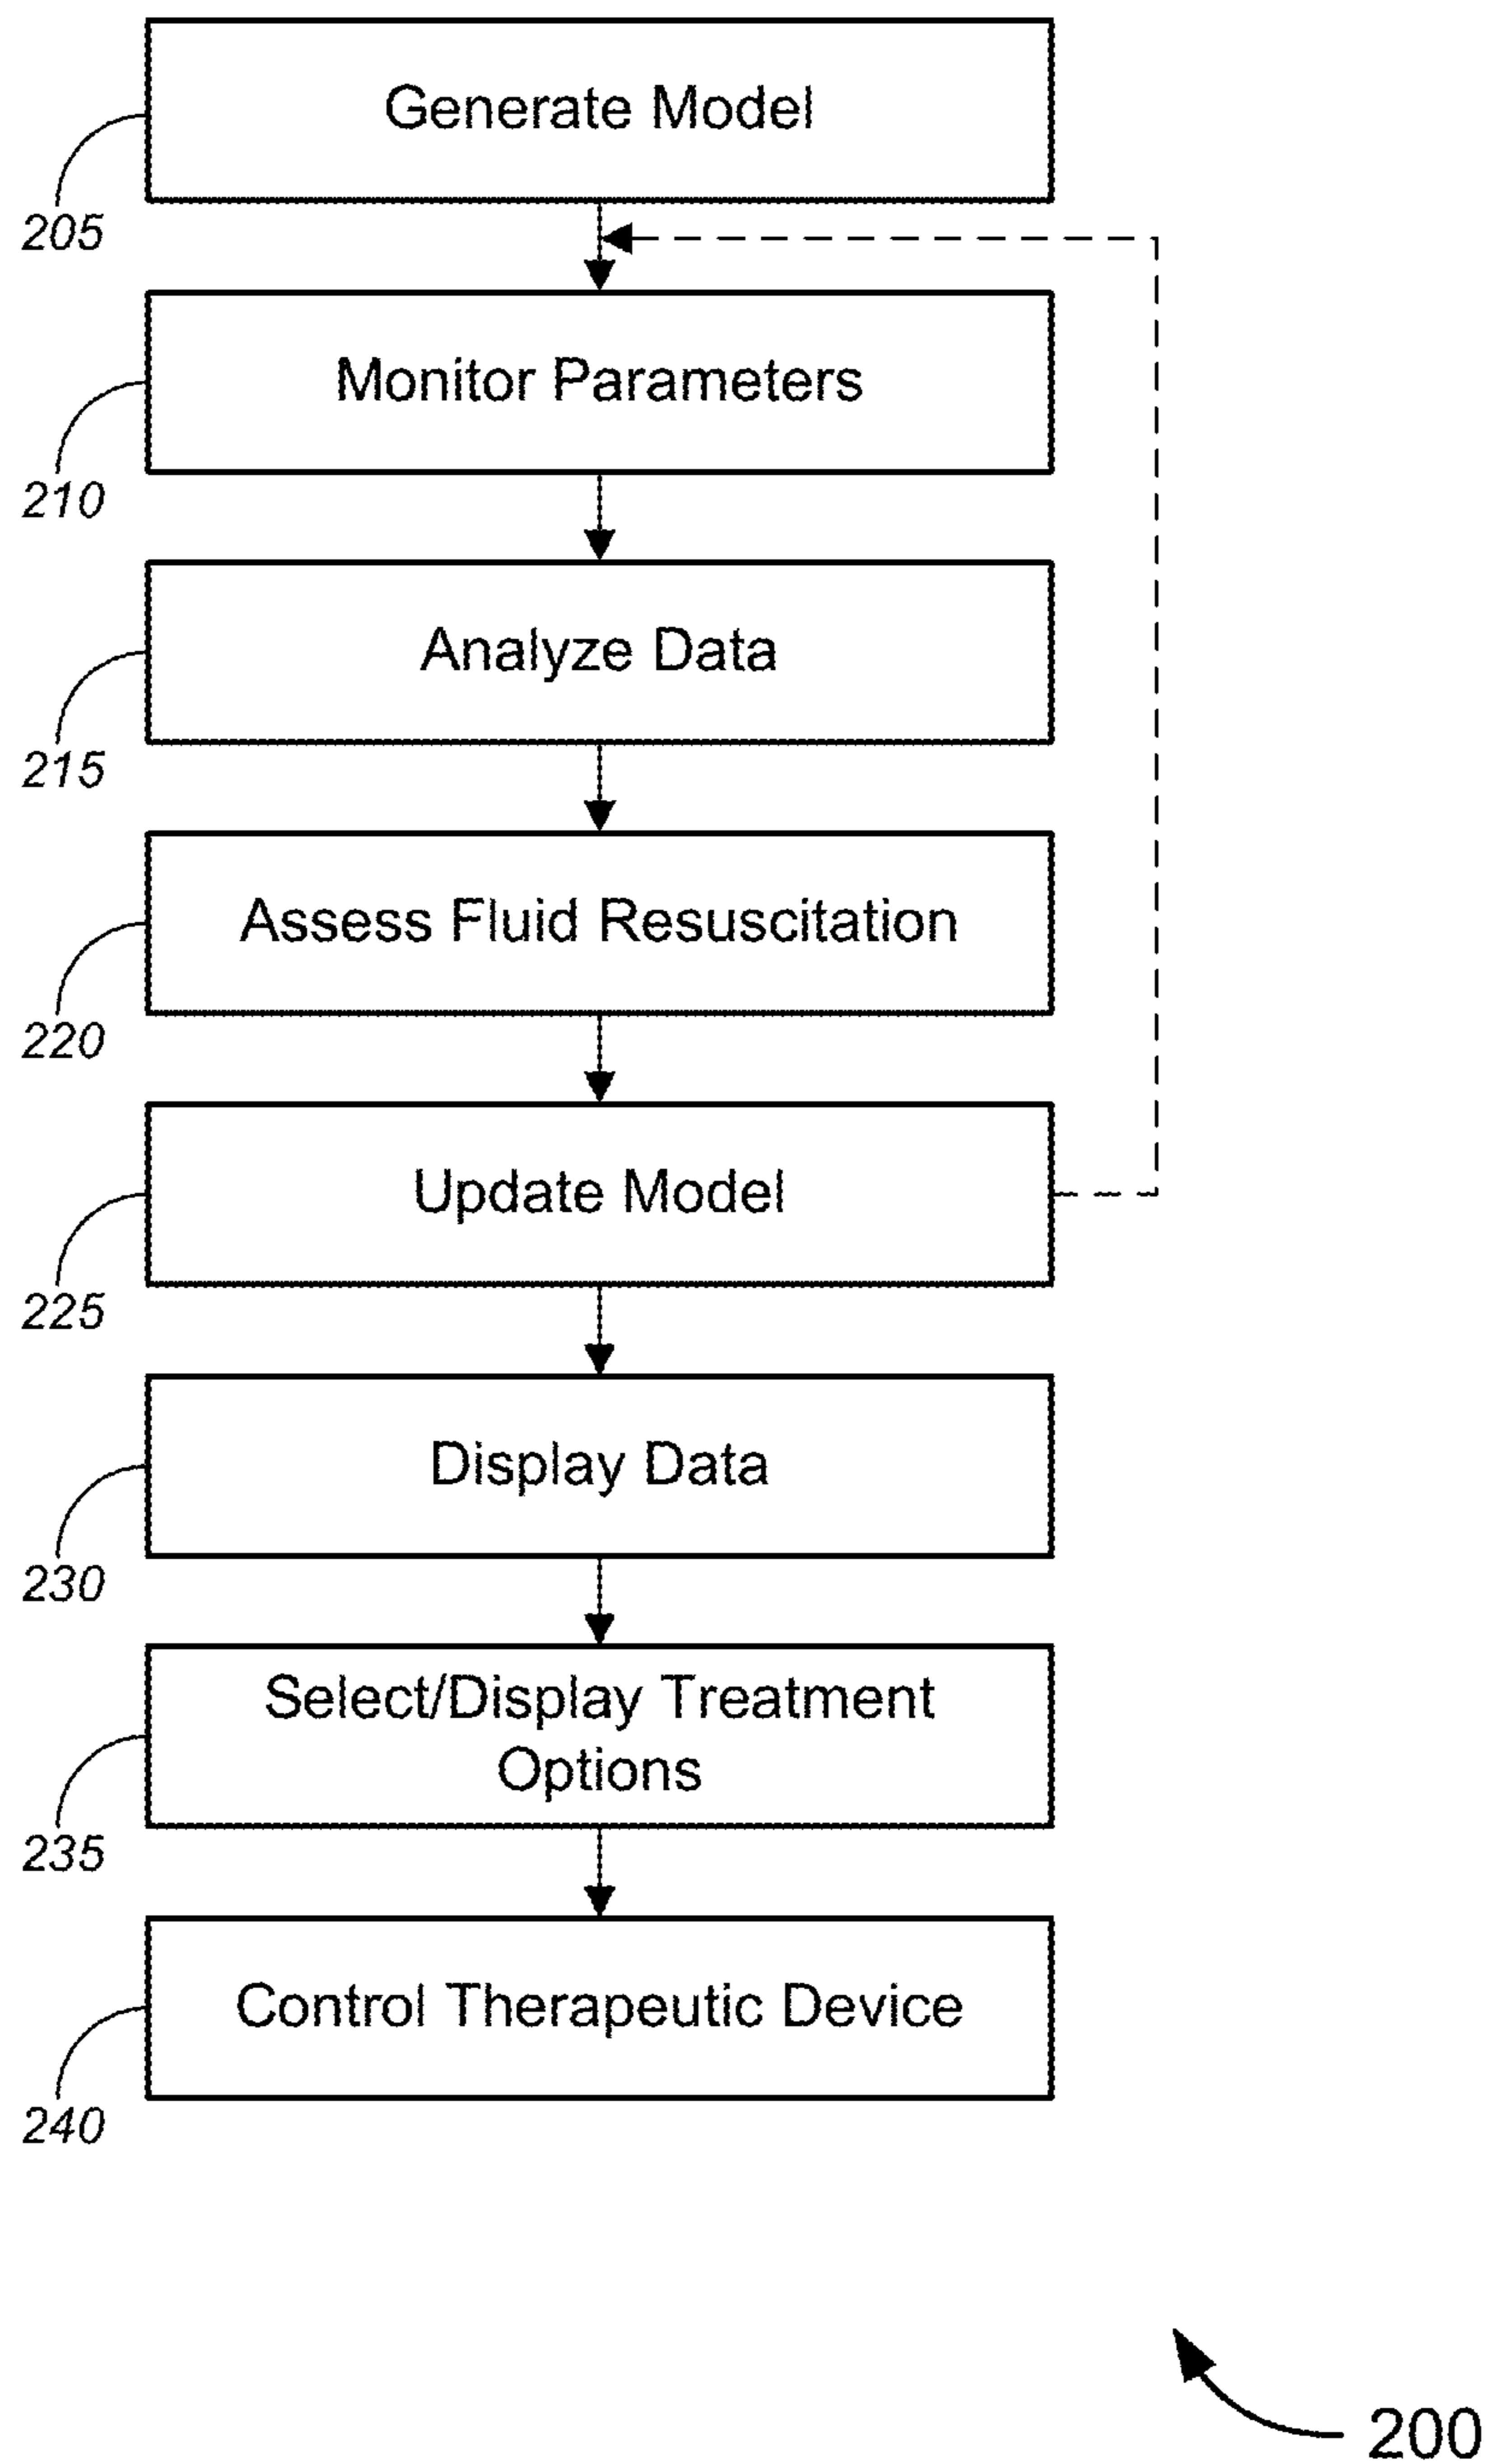 Generate Model
205
Monitor Parameters
210
Analyze Data
215
Assess Fluid Resuscitation
220
Update Model
225
Display Data
230
Select/Display Treatment
Options
235
Control Therapeutic Device
240
200